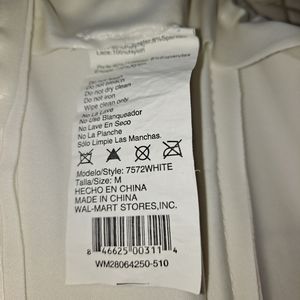 Do not bleach
Do not dry clean
Do not iron
Wipe clean only
No La Lave
No Use Blanqueador
No Lave En Seco
No La Planche
Sólo Limpie Las Manchas.
Modelo/Style: 7572WHITE
Talla/Size: M
HECHO EN CHINA
MADE IN CHINA
WAL-MART STORES,INC.
8 46625 00311 4
WM28064250-510